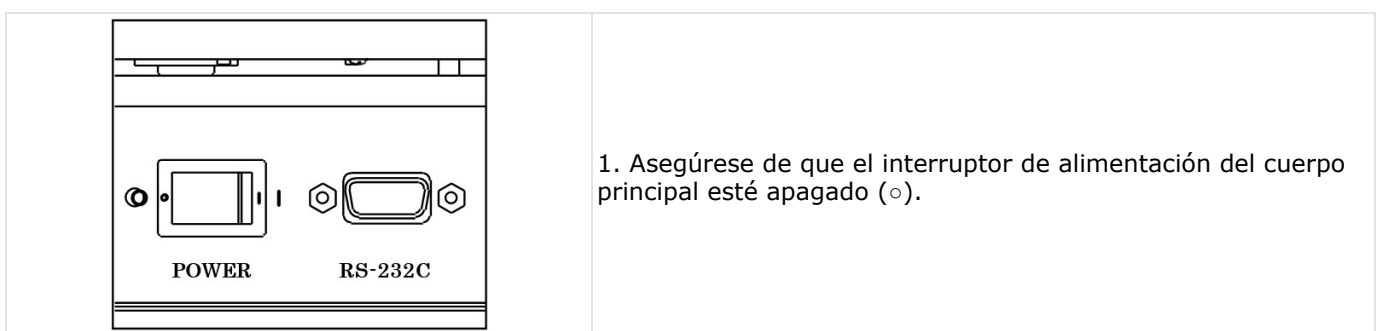 1. Asegúrese de que el interruptor de alimentación del cuerpo
principal esté apagado (○).
POWER RS-232C